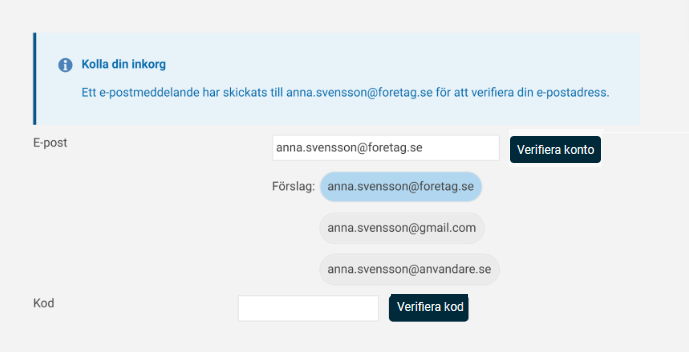 Kolla din inkorg
Ett e-postmeddelande har skickats till anna.svensson@foretag.se för att verifiera din e-postadress.
E-post anna.svensson@foretag.se Verifiera konto
Förslag: anna.svensson@foretag.se
anna.svensson@gmail.com
anna.svensson@anvandare.se
Kod Verifiera kod